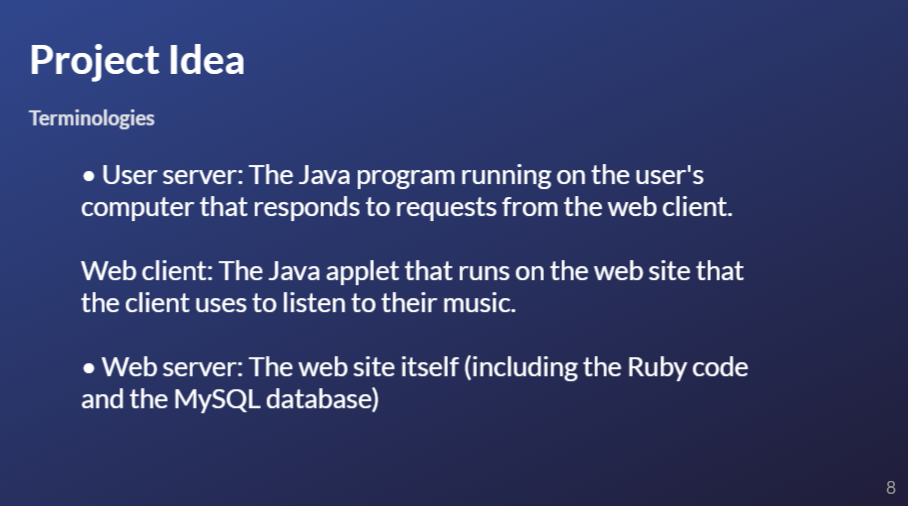 Project Idea
Terminologies
• User server: The Java program running on the user's
computer that responds to requests from the web client.
Web client: The Java applet that runs on the web site that
the client uses to listen to their music.
• Web server: The web site itself (including the Ruby code
and the MySQL database)
8